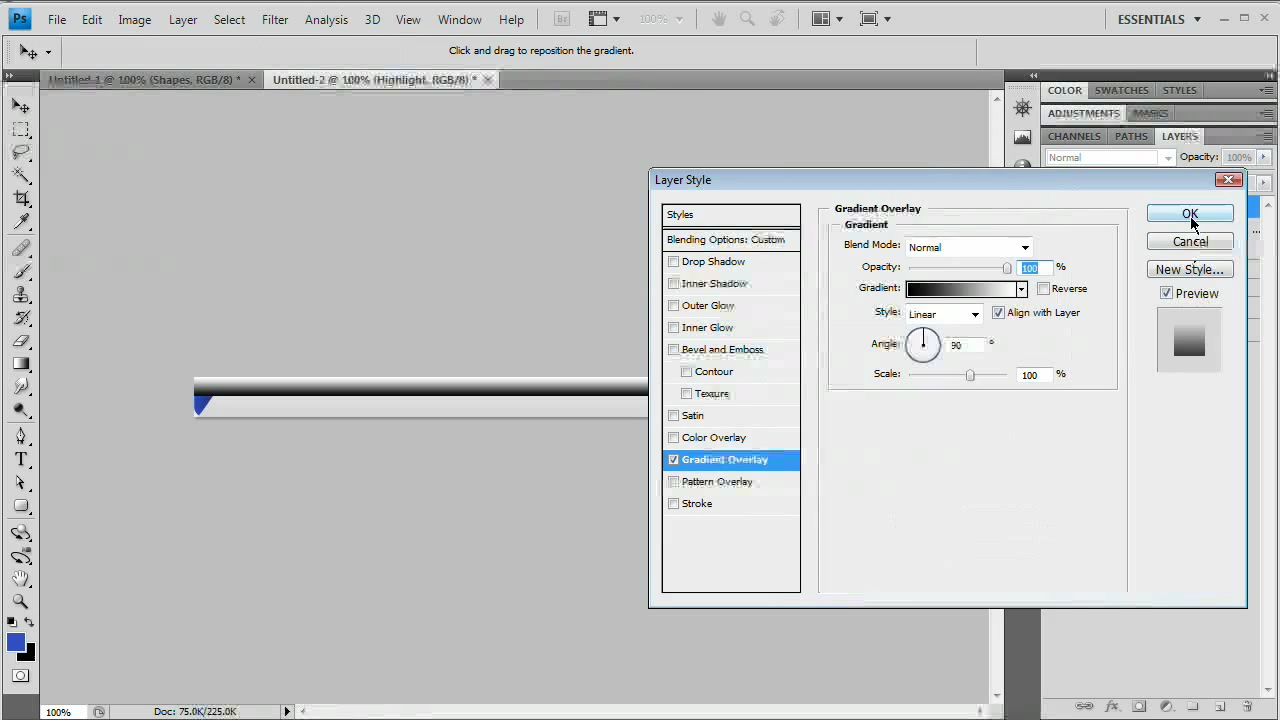 Ps File Edit Image Layer Select Filter Analysis 3D View Window Help Br 100% ESSENTIALS
Click and drag to reposition the gradient.
Untitled-1 @ 100% (Shapes, RGB/8) * Untitled-2 @ 100% (Highlight, RGB/8) *
COLOR SWATCHES STYLES
ADJUSTMENTS MASKS
CHANNELS PATHS LAYERS
Normal Opacity: 100%
Layer Style
Styles
Blending Options: Custom
Drop Shadow
Inner Shadow
Outer Glow
Inner Glow
Bevel and Emboss
Contour
Texture
Satin
Color Overlay
Gradient Overlay
Pattern Overlay
Stroke
Gradient Overlay
Gradient
Blend Mode: Normal
Opacity: 100 %
Gradient: Reverse
Style: Linear Align with Layer
Angle: 90 °
Scale: 100 %
OK
Cancel
New Style...
Preview
T
100% Doc: 75.0K/225.0K
fx